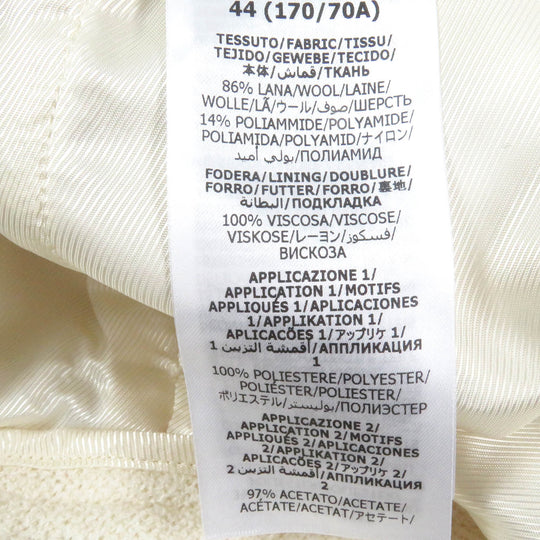 44 (170/70A)
TESSUTO/FABRIC/TISSU/
TEJIDO/GEWEBE/TECIDO/
本体/قماش/ТКАНЬ
86% LANA/WOOL/LAINE/
WOLLE/LÃ/ウール/صوف/ШЕРСТЬ
14% POLIAMMIDE/POLYAMIDE/
POLIAMIDA/POLYAMID/ナイロン/
بولي أميد/ПОЛИАМИД
FODERA/LINING/DOUBLURE/
FORRO/FUTTER/FORRO/裏地/
البطانة/ПОДКЛАДКА
100% VISCOSA/VISCOSE/
VISKOSE/レーヨン/فسكوز/
ВИСКОЗА
APPLICAZIONE 1/
APPLICATION 1/MOTIFS
APPLIQUÉS 1/APLICACIONES
1/APPLIKATION 1/
APLICAÇÕES 1/アップリケ 1/
أقمشة التزيين 1/АППЛИКАЦИЯ
1
100% POLIESTERE/POLYESTER/
POLYESTER/POLIÉSTER/
ポリエステル/بوليستر/ПОЛИЭСТЕР
APPLICAZIONE 2/
APPLICATION 2/MOTIFS
APPLIQUÉS 2/APLICACIONES
2/APPLIKATION 2/
APLICAÇÕES 2/アップリケ 2/
أقمشة التزيين 2/АППЛИКАЦИЯ
2
97% ACETATO/ACETATE/
ACÉTATE/ACETAT/アセテート/